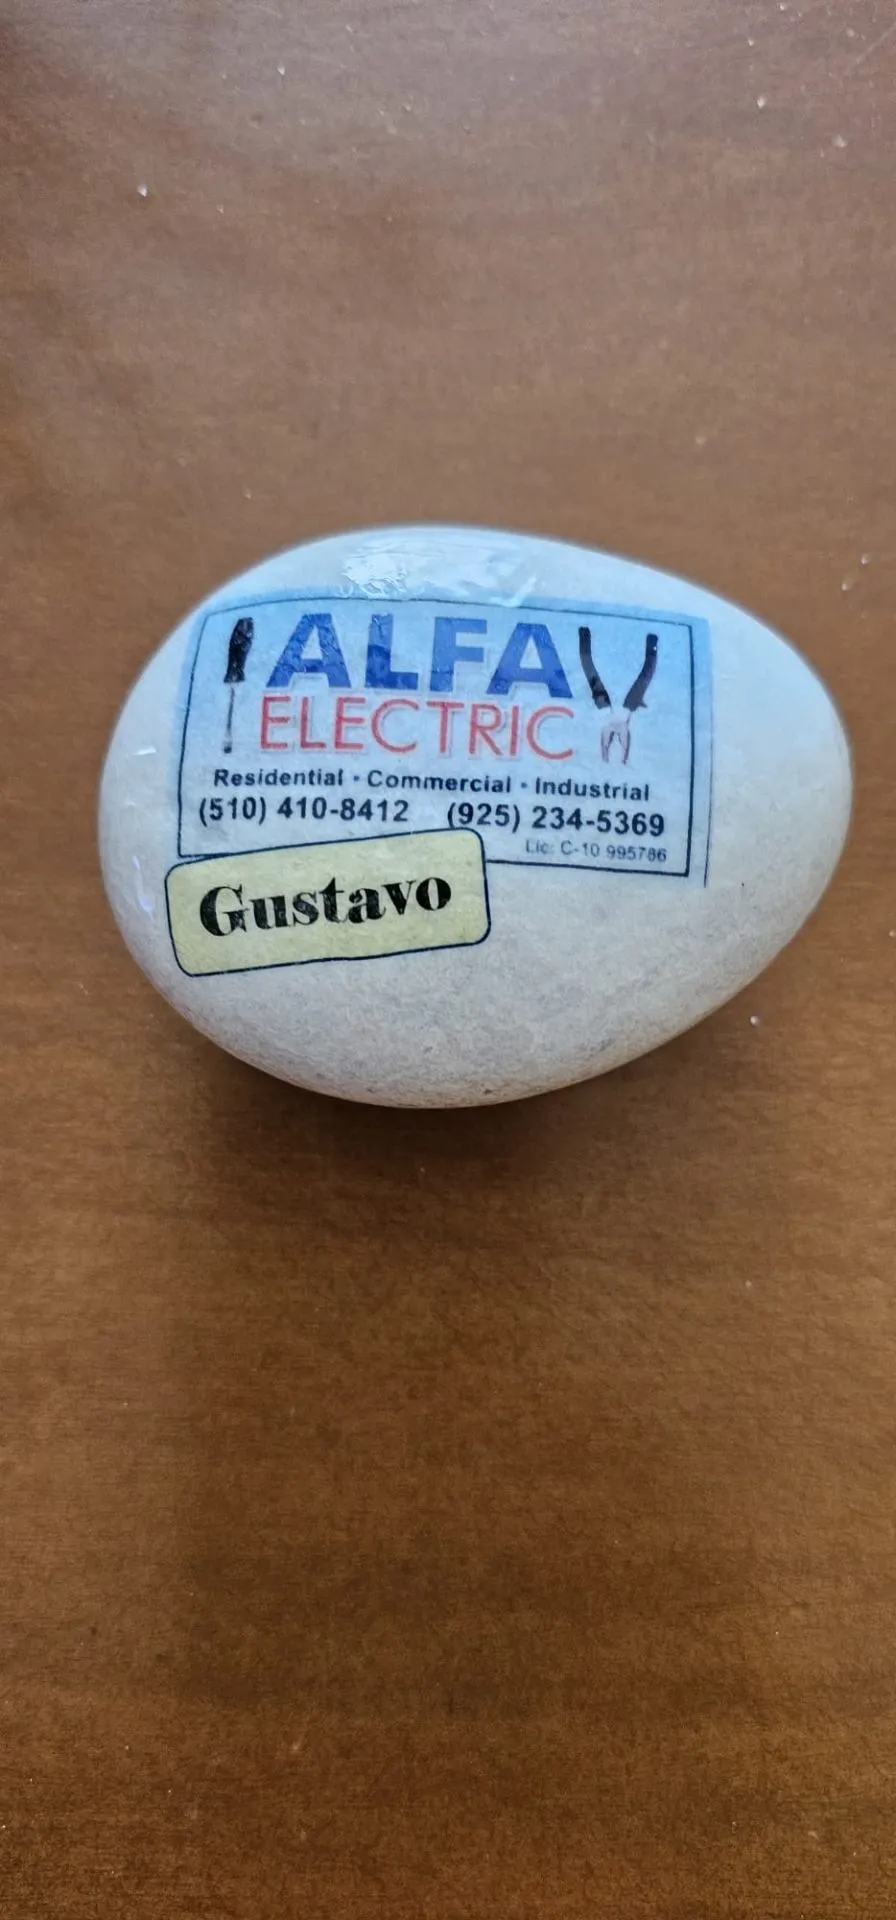 ALFA
ELECTRIC
Residential • Commercial • Industrial
(510) 410-8412 (925) 234-5369
Lic: C-10 995786
Gustavo